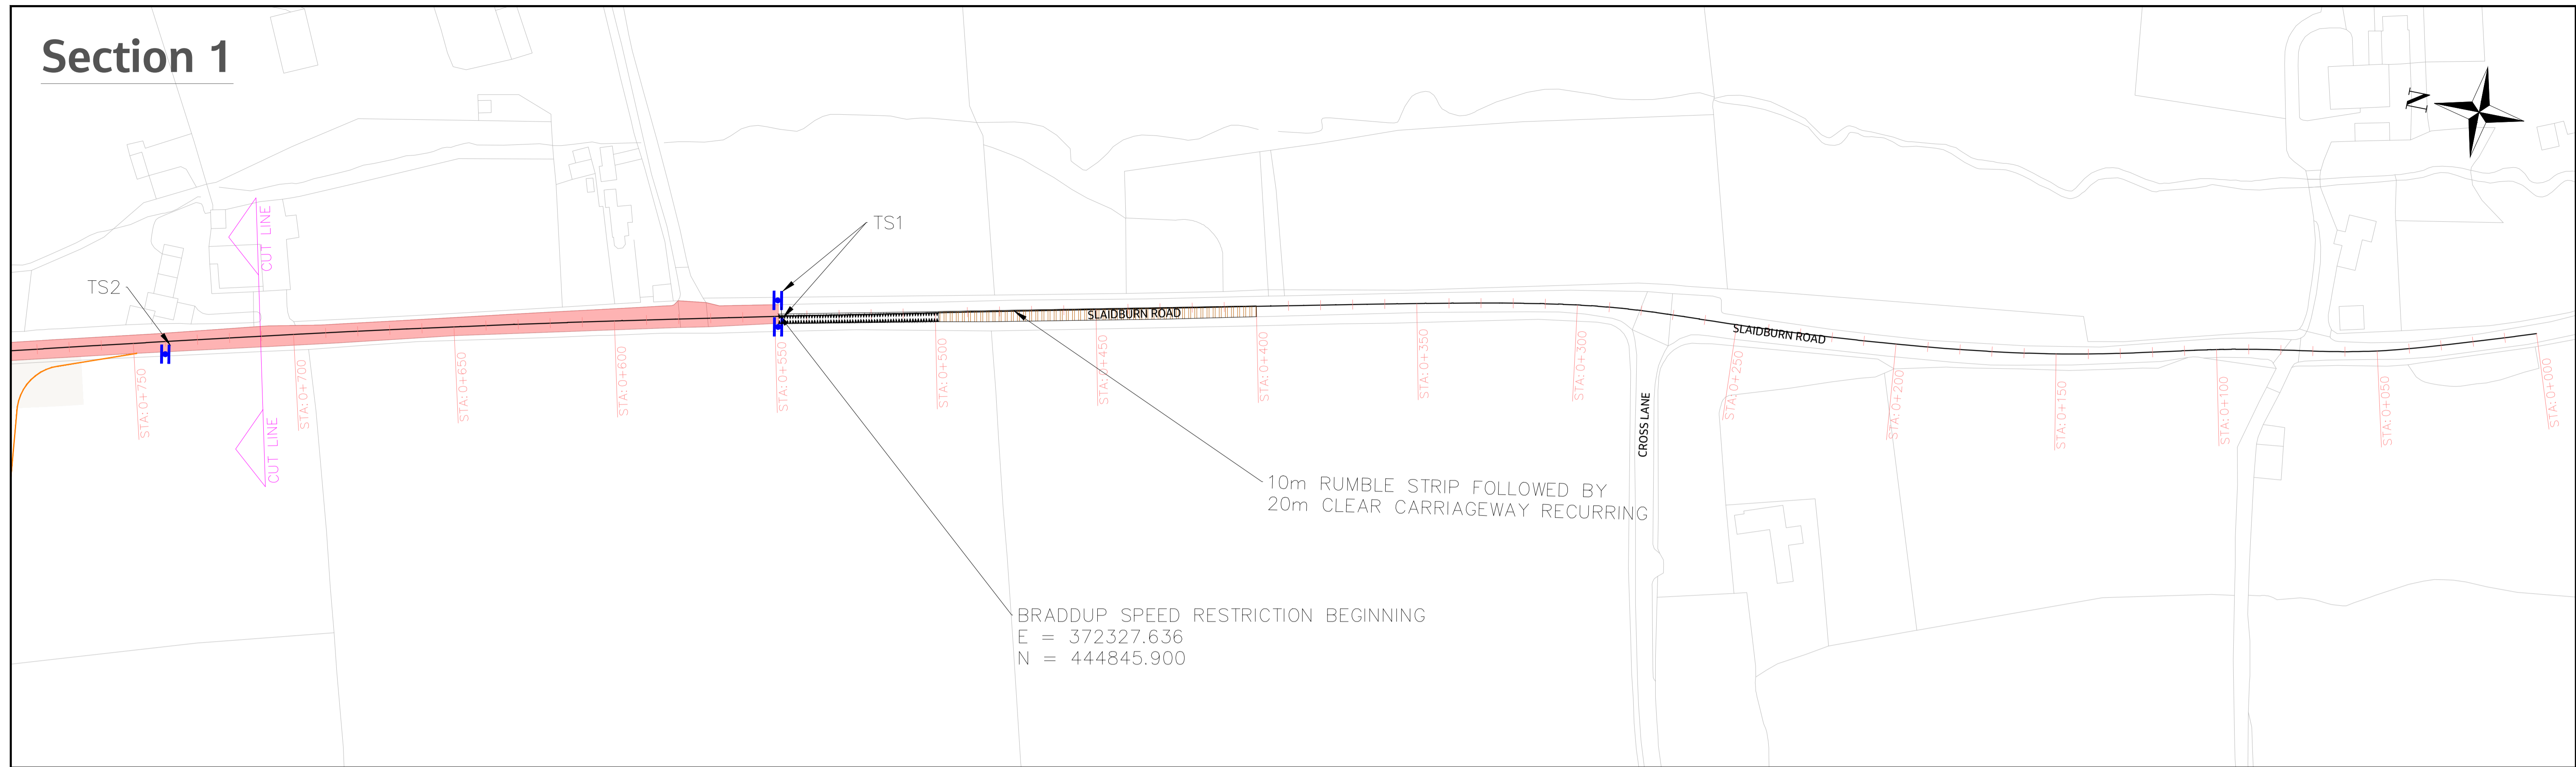 Section 1
N
TS1
TS2
CUT LINE
CUT LINE
SLAIDBURN ROAD
SLAIDBURN ROAD
CROSS LANE
STA:0+750
STA:0+700
STA:0+650
STA:0+600
STA:0+550
STA:0+500
STA:0+450
STA:0+400
STA:0+350
STA:0+300
STA:0+250
STA:0+200
STA:0+150
STA:0+100
STA:0+050
STA:0+000
10m RUMBLE STRIP FOLLOWED BY
20m CLEAR CARRIAGEWAY RECURRING
BRADDUP SPEED RESTRICTION BEGINNING
E = 372327.636
N = 444845.900